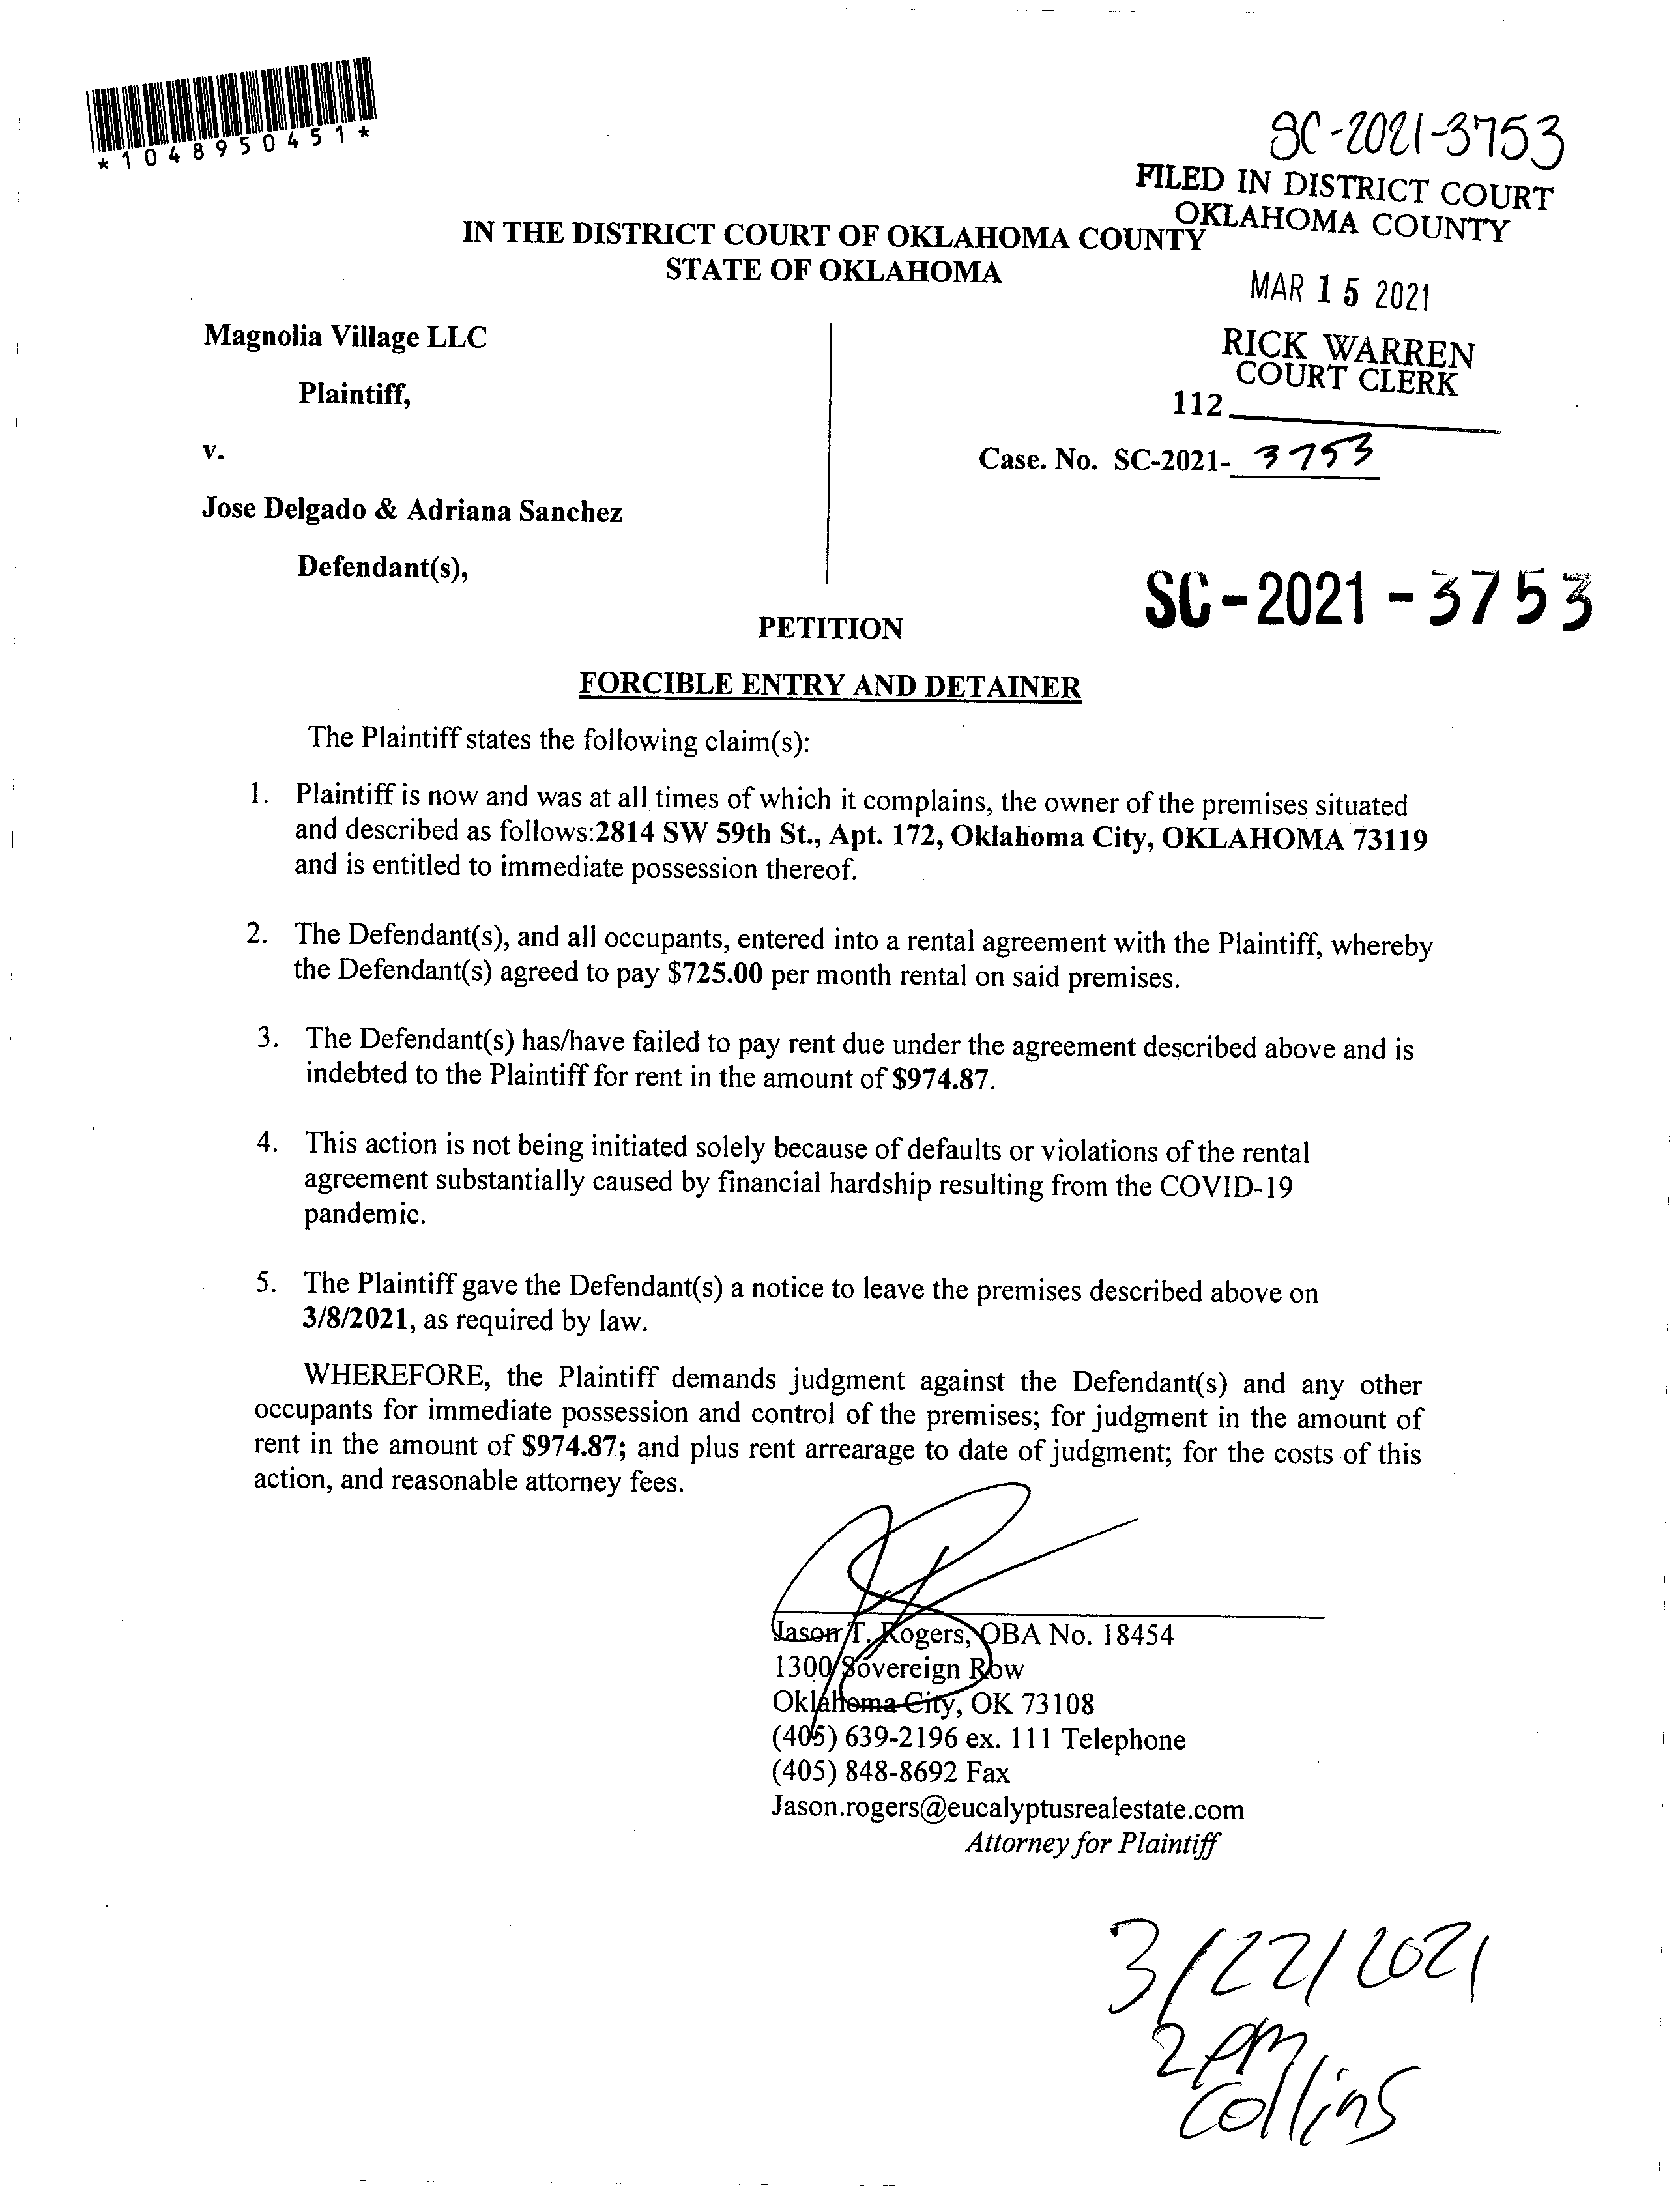 *1048950451*
SC-2021-3753
FILED IN DISTRICT COURT
OKLAHOMA COUNTY
IN THE DISTRICT COURT OF OKLAHOMA COUNTY
STATE OF OKLAHOMA
MAR 15 2021
Magnolia Village LLC
RICK WARREN
COURT CLERK
Plaintiff,
112
v.
Case. No. SC-2021- 3753
Jose Delgado & Adriana Sanchez
Defendant(s),
SC-2021-3753
PETITION
FORCIBLE ENTRY AND DETAINER
The Plaintiff states the following claim(s):
1. Plaintiff is now and was at all times of which it complains, the owner of the premises situated
and described as follows:2814 SW 59th St., Apt. 172, Oklahoma City, OKLAHOMA 73119
and is entitled to immediate possession thereof.
2. The Defendant(s), and all occupants, entered into a rental agreement with the Plaintiff, whereby
the Defendant(s) agreed to pay $725.00 per month rental on said premises.
3. The Defendant(s) has/have failed to pay rent due under the agreement described above and is
indebted to the Plaintiff for rent in the amount of $974.87.
4. This action is not being initiated solely because of defaults or violations of the rental
agreement substantially caused by financial hardship resulting from the COVID-19
pandemic.
5. The Plaintiff gave the Defendant(s) a notice to leave the premises described above on
3/8/2021, as required by law.
WHEREFORE, the Plaintiff demands judgment against the Defendant(s) and any other
occupants for immediate possession and control of the premises; for judgment in the amount of
rent in the amount of $974.87; and plus rent arrearage to date of judgment; for the costs of this
action, and reasonable attorney fees.
Jason T. Rogers, OBA No. 18454
1300 Sovereign Row
Oklahoma City, OK 73108
(405) 639-2196 ex. 111 Telephone
(405) 848-8692 Fax
Jason.rogers@eucalyptusrealestate.com
Attorney for Plaintiff
3/22/2021
2PM
Collins